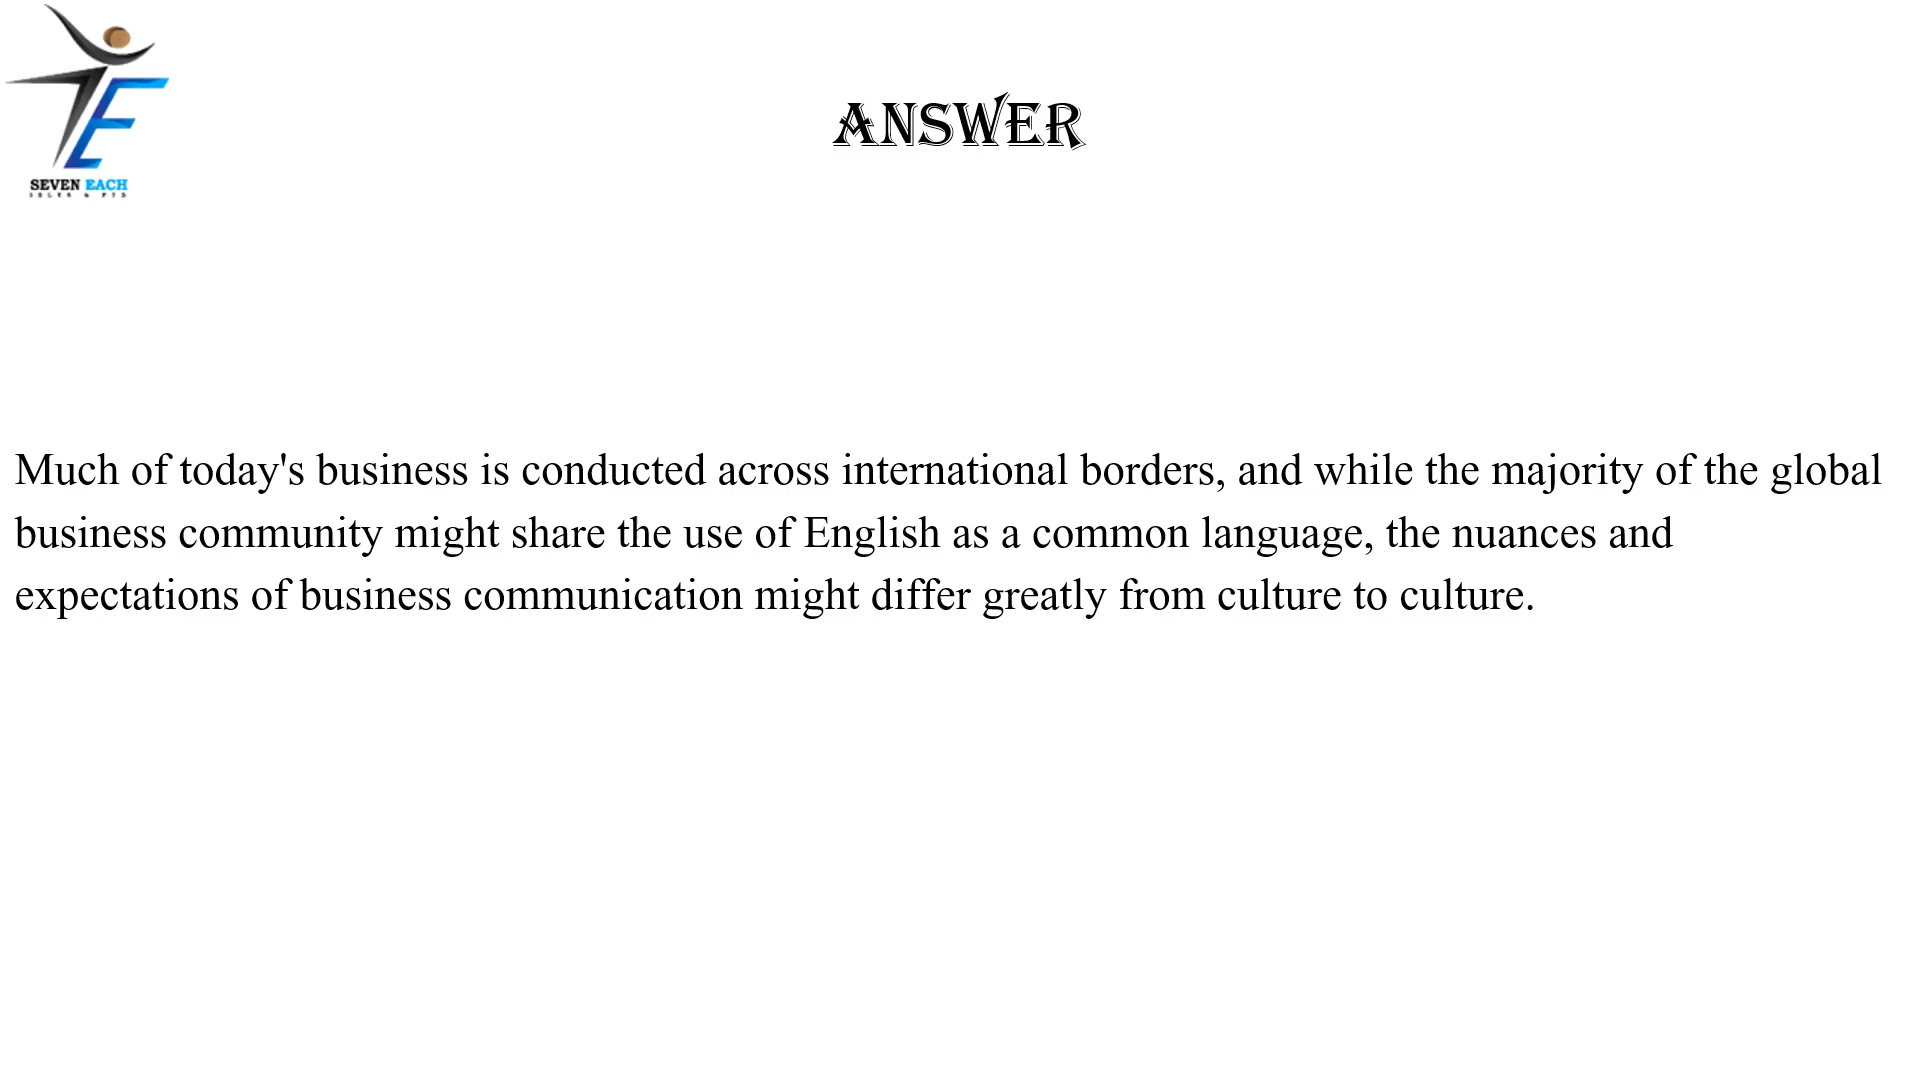 SEVEN EACH
ANSWER
Much of today's business is conducted across international borders, and while the majority of the global
business community might share the use of English as a common language, the nuances and
expectations of business communication might differ greatly from culture to culture.